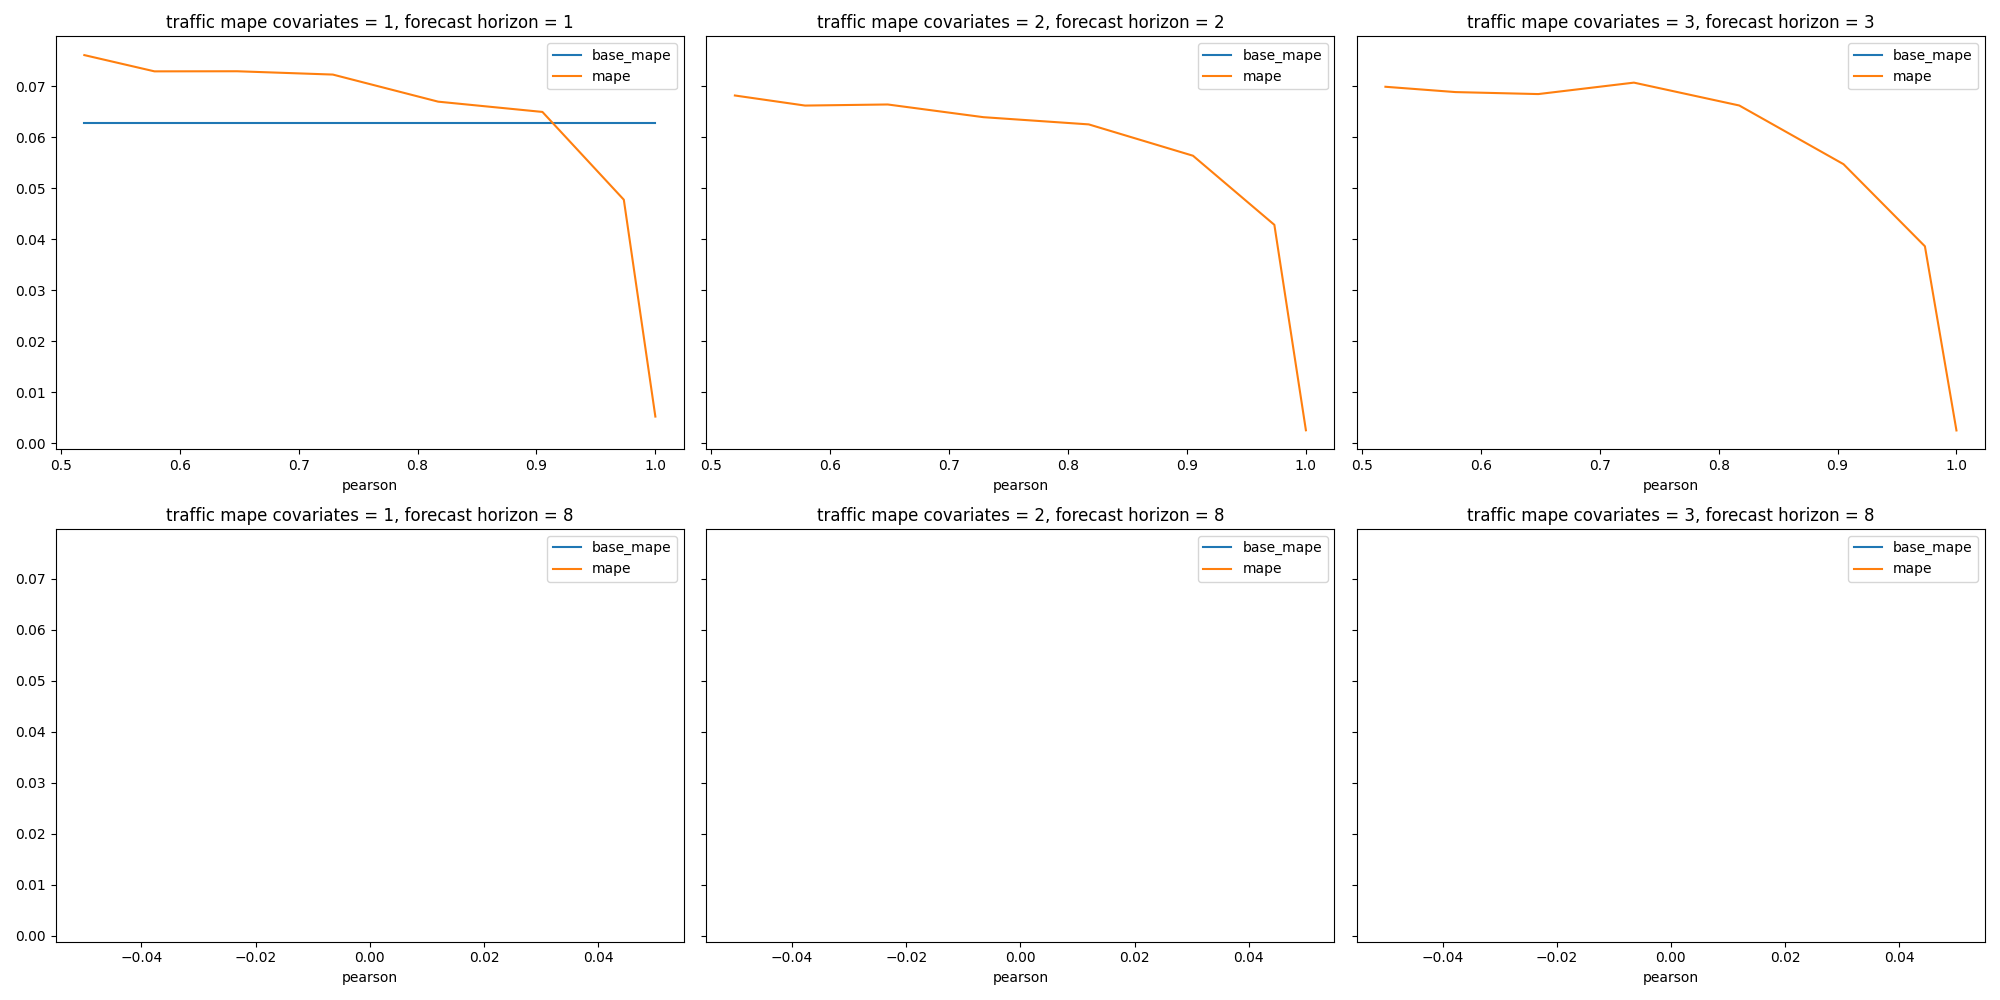 traffic mape covariates = 1, forecast horizon = 1
base_mape
mape
0.07
0.06
0.05
0.04
0.03
0.02
0.01
0.00
0.5 0.6 0.7 0.8 0.9 1.0
pearson
traffic mape covariates = 2, forecast horizon = 2
base_mape
mape
0.5 0.6 0.7 0.8 0.9 1.0
pearson
traffic mape covariates = 3, forecast horizon = 3
base_mape
mape
0.5 0.6 0.7 0.8 0.9 1.0
pearson
traffic mape covariates = 1, forecast horizon = 8
base_mape
mape
0.07
0.06
0.05
0.04
0.03
0.02
0.01
0.00
−0.04 −0.02 0.00 0.02 0.04
pearson
traffic mape covariates = 2, forecast horizon = 8
base_mape
mape
−0.04 −0.02 0.00 0.02 0.04
pearson
traffic mape covariates = 3, forecast horizon = 8
base_mape
mape
−0.04 −0.02 0.00 0.02 0.04
pearson